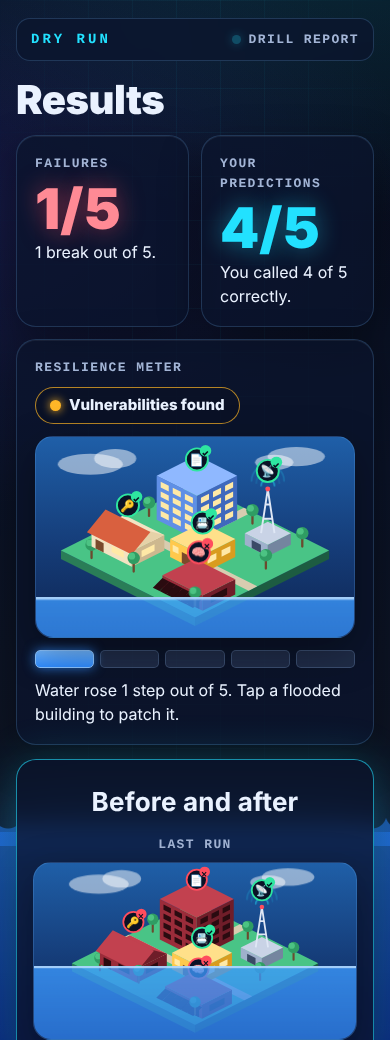 DRY RUN
DRILL REPORT
Results
FAILURES
1/5
1 break out of 5.
YOUR
PREDICTIONS
4/5
You called 4 of 5
correctly.
RESILIENCE METER
Vulnerabilities found
Water rose 1 step out of 5. Tap a flooded
building to patch it.
Before and after
LAST RUN